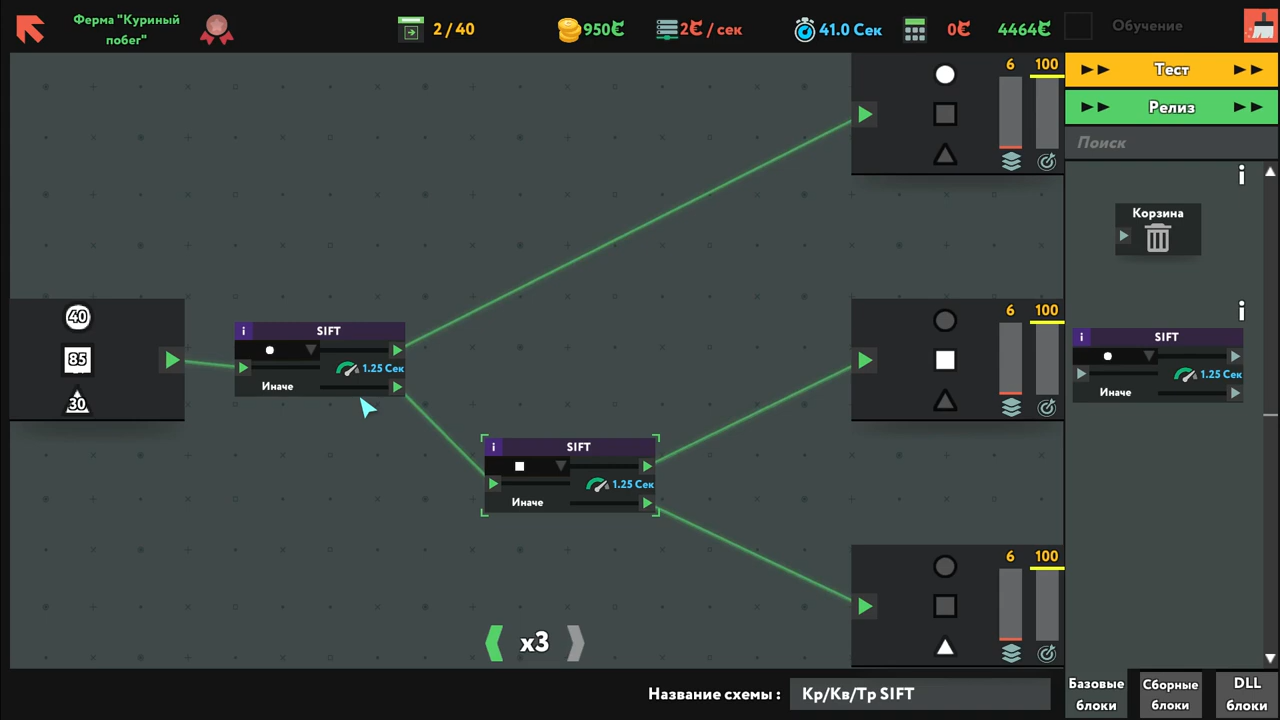 Ферма "Куриный
побег"
2 / 40
950€
2€ / сек
41.0 Сек
0€
4464€
Обучение
6 100
Тест
Релиз
Поиск
i
Корзина
40
85
30
i SIFT
1.25 Сек
Иначе
6 100
i
i SIFT
1.25 Сек
Иначе
i SIFT
1.25 Сек
Иначе
6 100
x3
Название схемы :
Кр/Кв/Тр SIFT
Базовые
блоки
Сборные
блоки
DLL
блоки